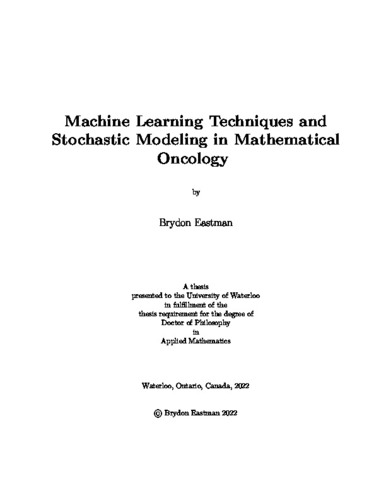 Machine Learning Techniques and
Stochastic Modeling in Mathematical
Oncology
by
Brydon Eastman
A thesis
presented to the University of Waterloo
in fulfillment of the
thesis requirement for the degree of
Doctor of Philosophy
in
Applied Mathematics
Waterloo, Ontario, Canada, 2022
© Brydon Eastman 2022